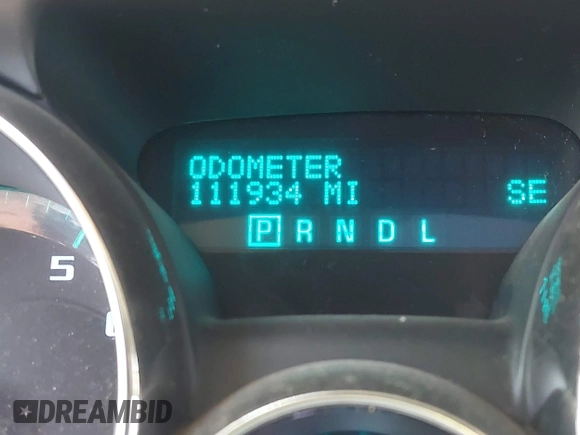 ODOMETER
111934 MI SE
P R N D L
5
DREAMBID